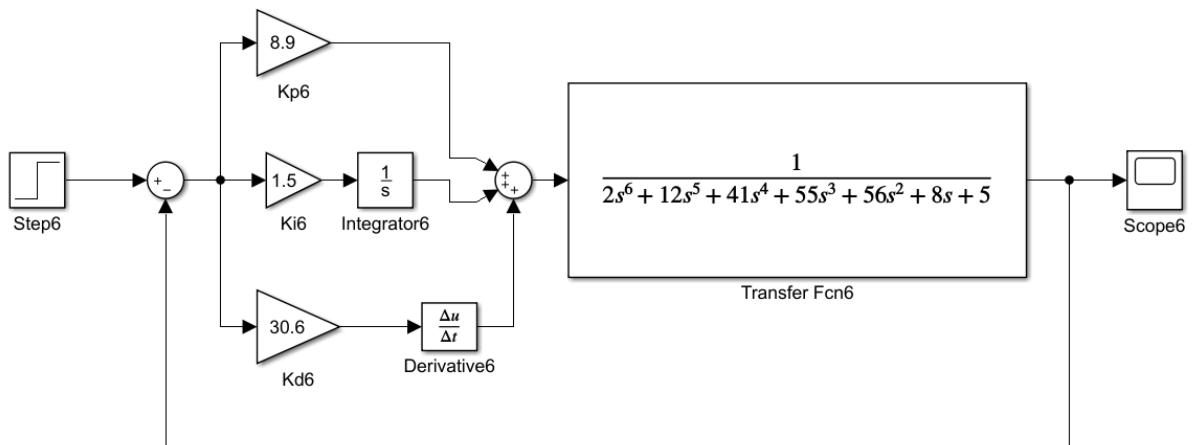 8.9
Kp6
+
−
1.5
1
s
+
+
+
1
2s⁶ + 12s⁵ + 41s⁴ + 55s³ + 56s² + 8s + 5
Step6
Ki6
Integrator6
Scope6
Transfer Fcn6
30.6
Δu
Δt
Derivative6
Kd6